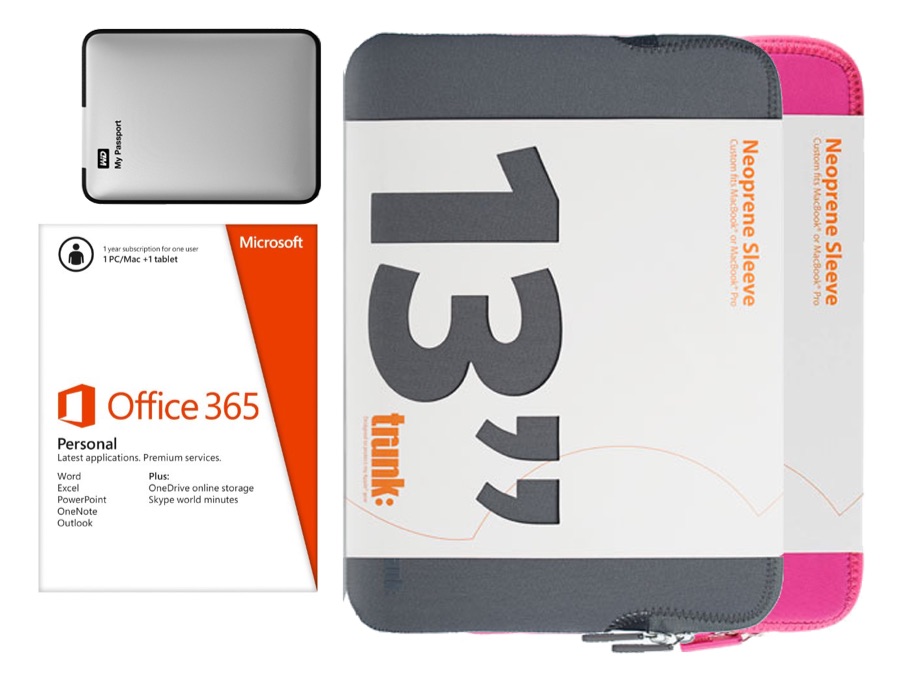 WD
My Passport
1 year subscription for one user
1 PC/Mac +1 tablet
Microsoft
Office 365
Personal
Latest applications. Premium services.
Word
Excel
PowerPoint
OneNote
Outlook
Plus:
OneDrive online storage
Skype world minutes
13”
trunk:
Neoprene Sleeve
Custom fits MacBook® or MacBook® Pro
Neoprene Sleeve
Custom fits MacBook® or MacBook® Pro